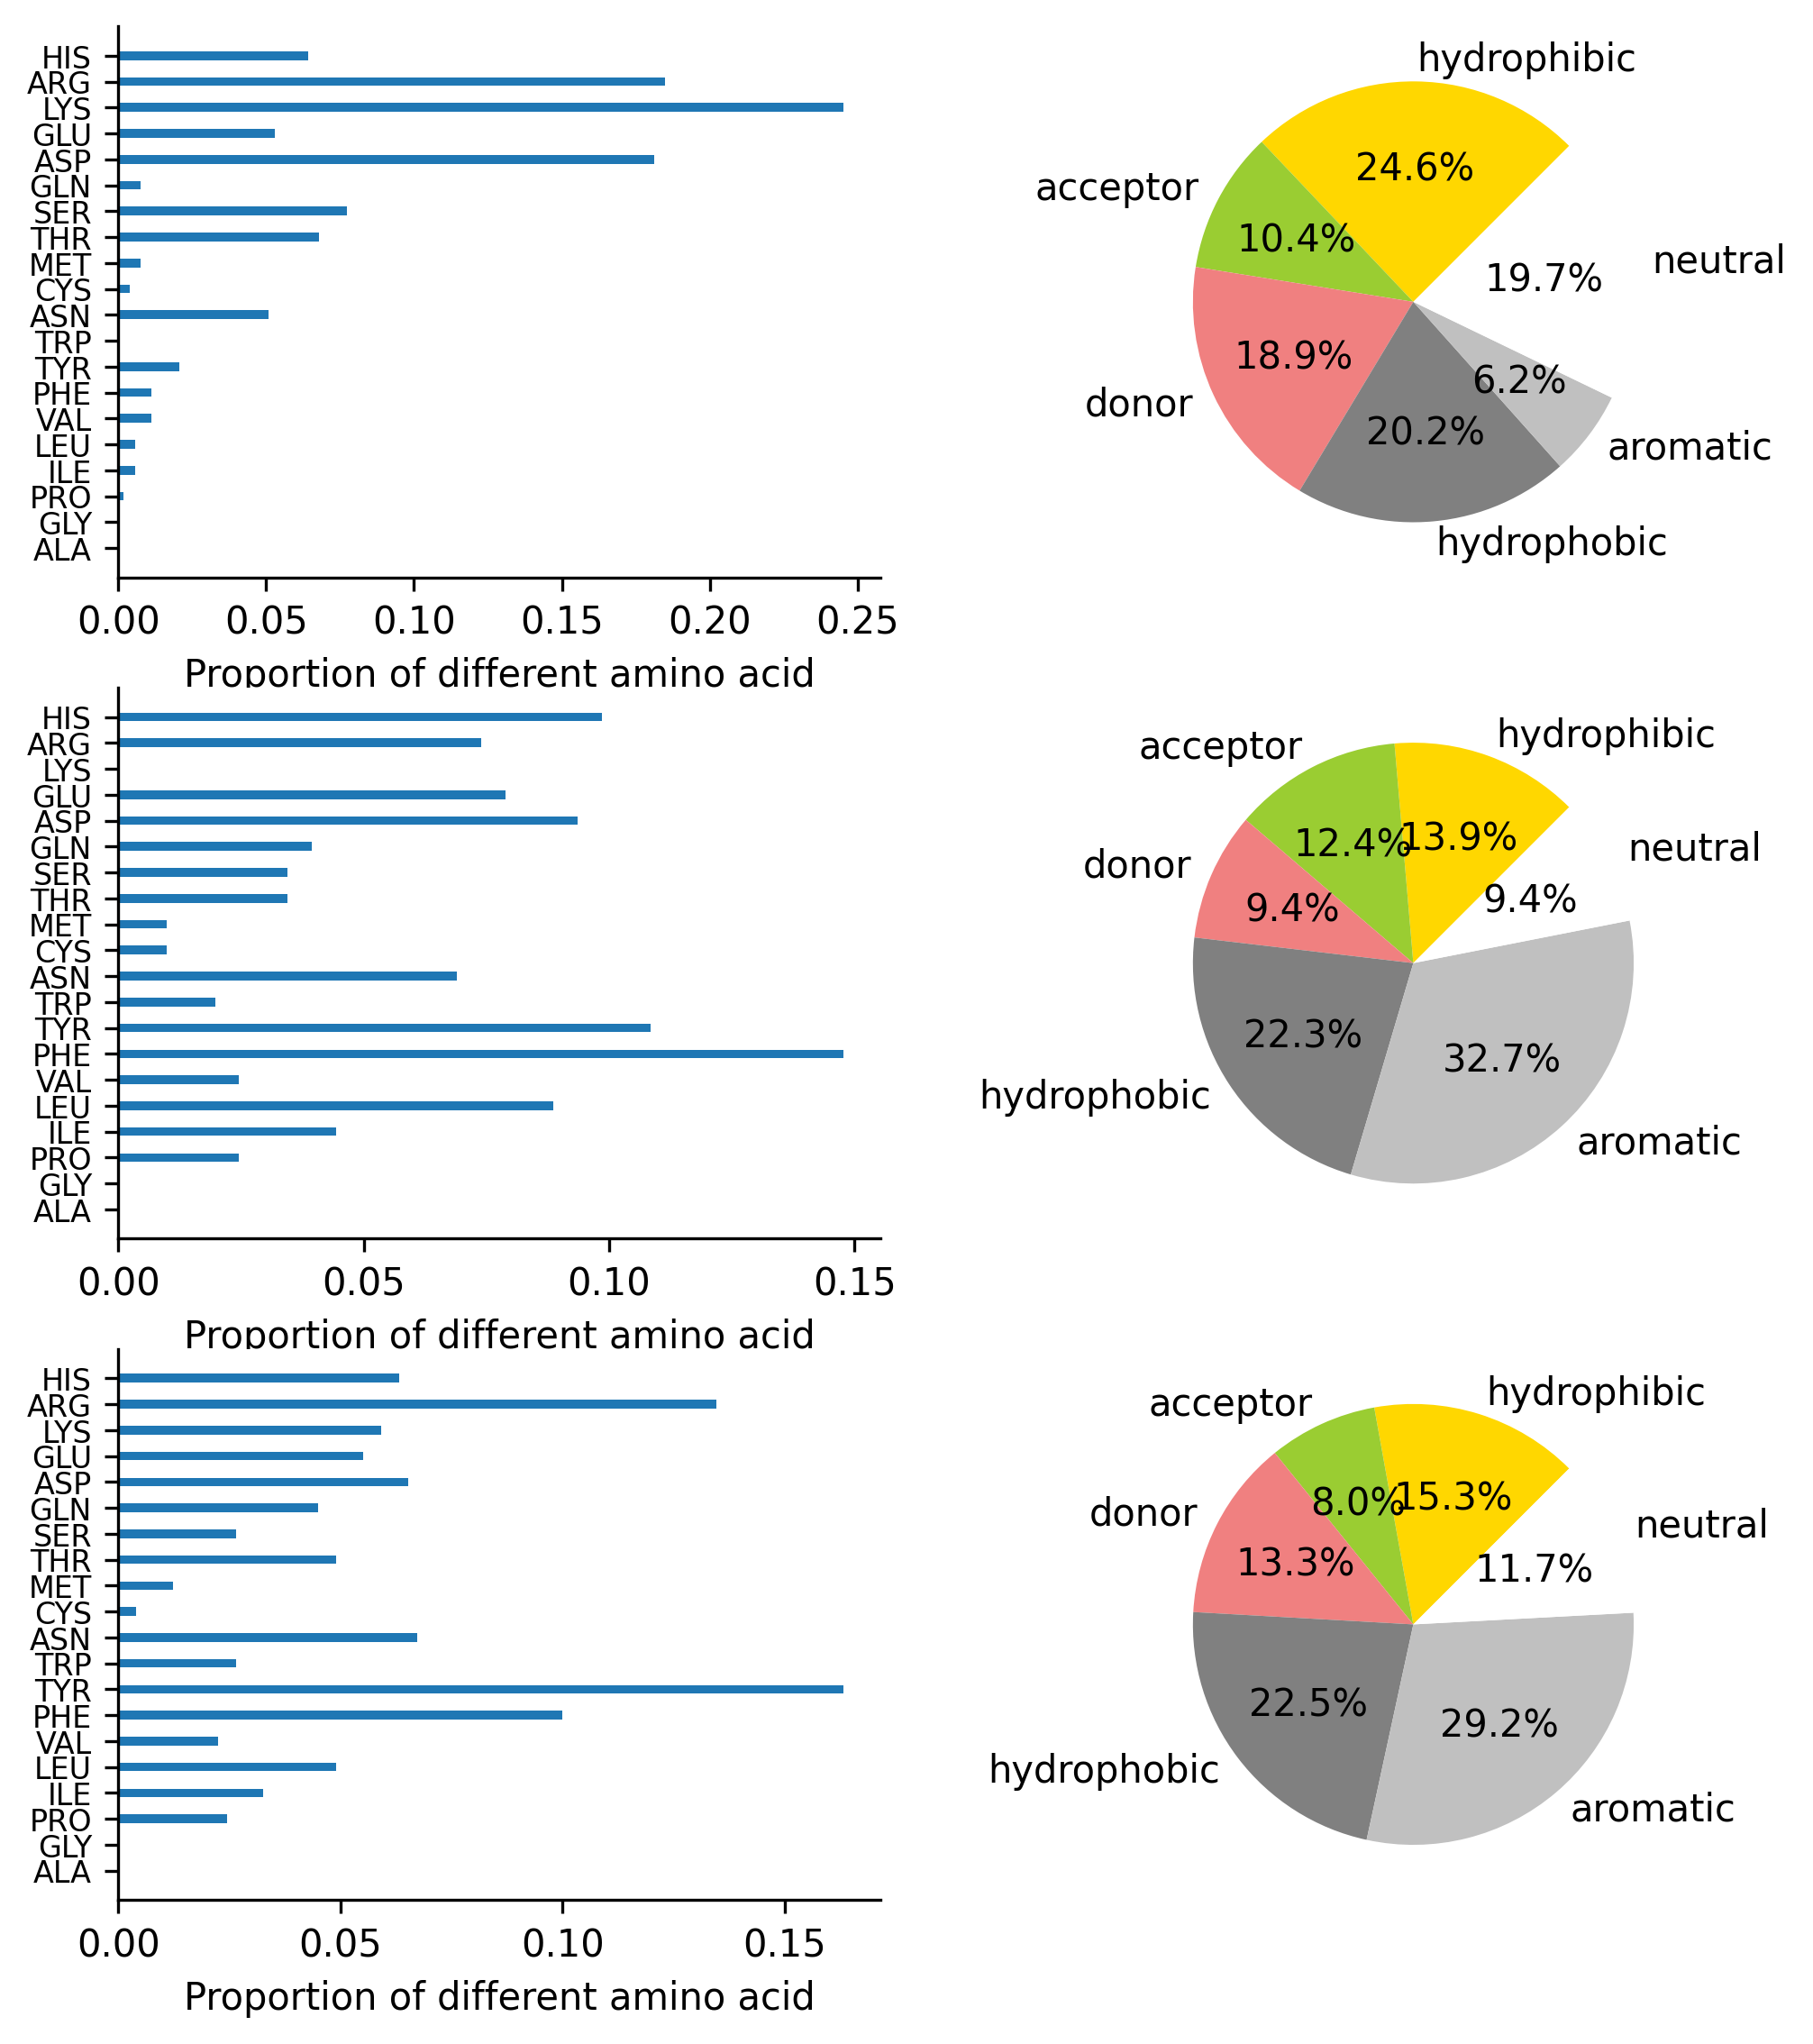 HIS
ARG
LYS
GLU
ASP
GLN
SER
THR
MET
CYS
ASN
TRP
TYR
PHE
VAL
LEU
ILE
PRO
GLY
ALA
0.00 0.05 0.10 0.15 0.20 0.25
Proportion of different amino acid
hydrophibic
24.6%
acceptor
10.4%
neutral
19.7%
18.9%
donor
6.2%
20.2%
aromatic
hydrophobic
HIS
ARG
LYS
GLU
ASP
GLN
SER
THR
MET
CYS
ASN
TRP
TYR
PHE
VAL
LEU
ILE
PRO
GLY
ALA
0.00 0.05 0.10 0.15
Proportion of different amino acid
hydrophibic
acceptor
13.9%
12.4%
neutral
donor
9.4%
9.4%
22.3%
32.7%
hydrophobic
aromatic
HIS
ARG
LYS
GLU
ASP
GLN
SER
THR
MET
CYS
ASN
TRP
TYR
PHE
VAL
LEU
ILE
PRO
GLY
ALA
0.00 0.05 0.10 0.15
Proportion of different amino acid
hydrophibic
acceptor
15.3%
8.0%
donor
neutral
13.3%
11.7%
22.5%
29.2%
hydrophobic
aromatic